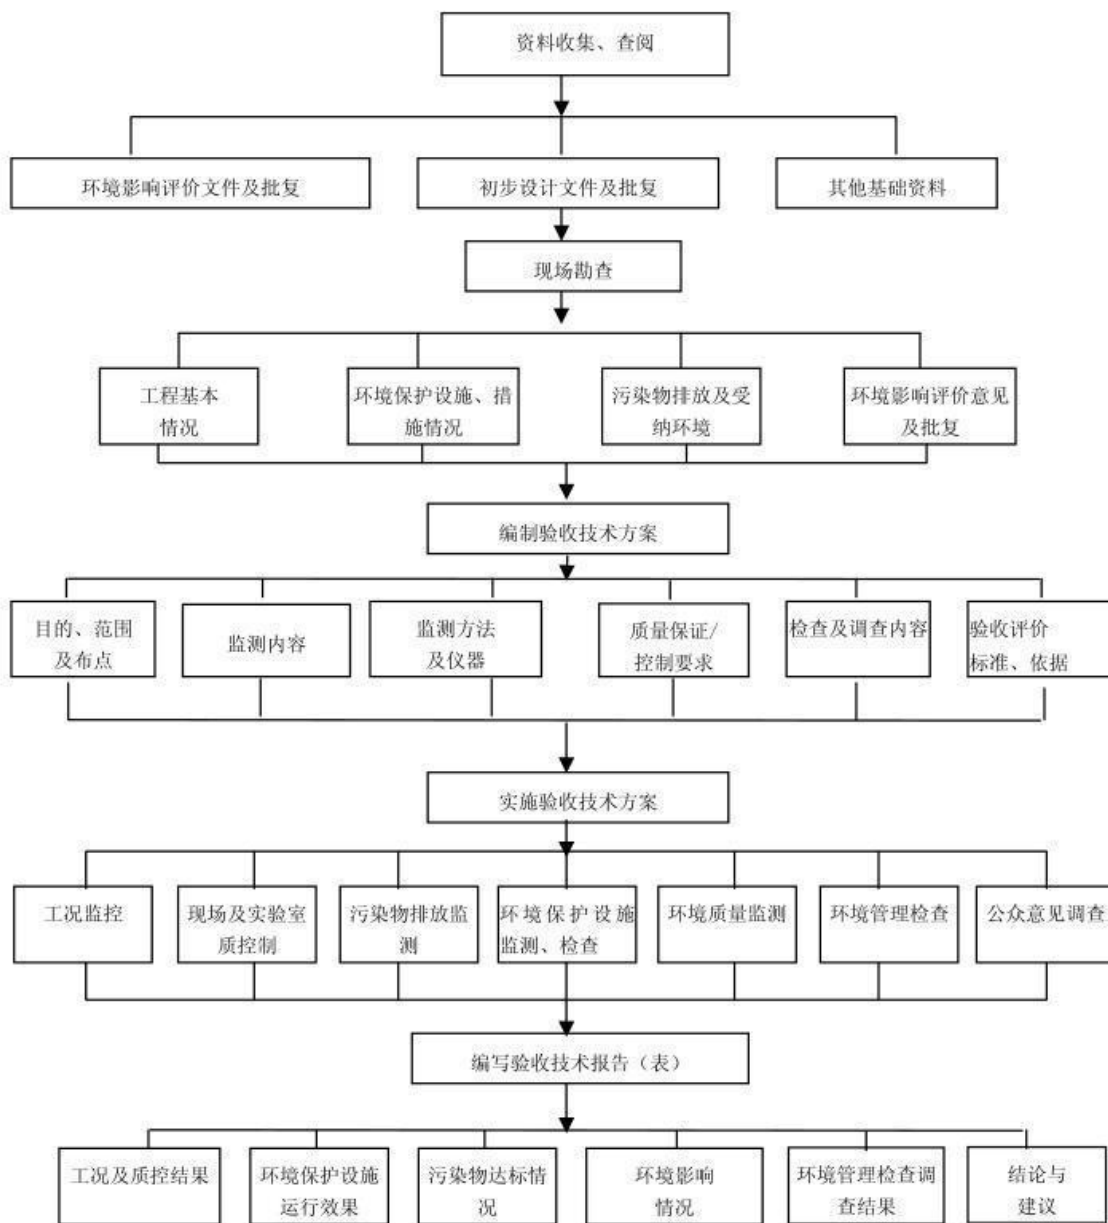 资料收集、查阅
环境影响评价文件及批复
初步设计文件及批复
其他基础资料
现场勘查
工程基本
情况
环境保护设施、措
施情况
污染物排放及受
纳环境
环境影响评价意见
及批复
编制验收技术方案
目的、范围
及布点
监测内容
监测方法
及仪器
质量保证/
控制要求
检查及调查内容
验收评价
标准、依据
实施验收技术方案
工况监控
现场及实验室
质控制
污染物排放监
测
环境保护设施
监测、检查
环境质量监测
环境管理检查
公众意见调查
编写验收技术报告（表）
工况及质控结果
环境保护设施
运行效果
污染物达标情
况
环境影响
情况
环境管理检查调
查结果
结论与
建议